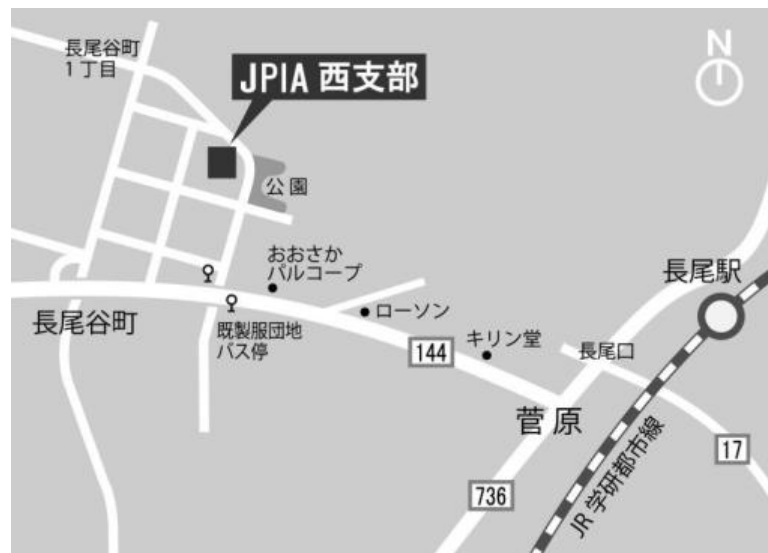 長尾谷町
1丁目
JPIA 西支部
N
公園
おおさか
パルコープ
長尾駅
ローソン
長尾谷町
既製服団地
バス停
キリン堂
長尾口
144
菅原
17
736
JR 学研都市線